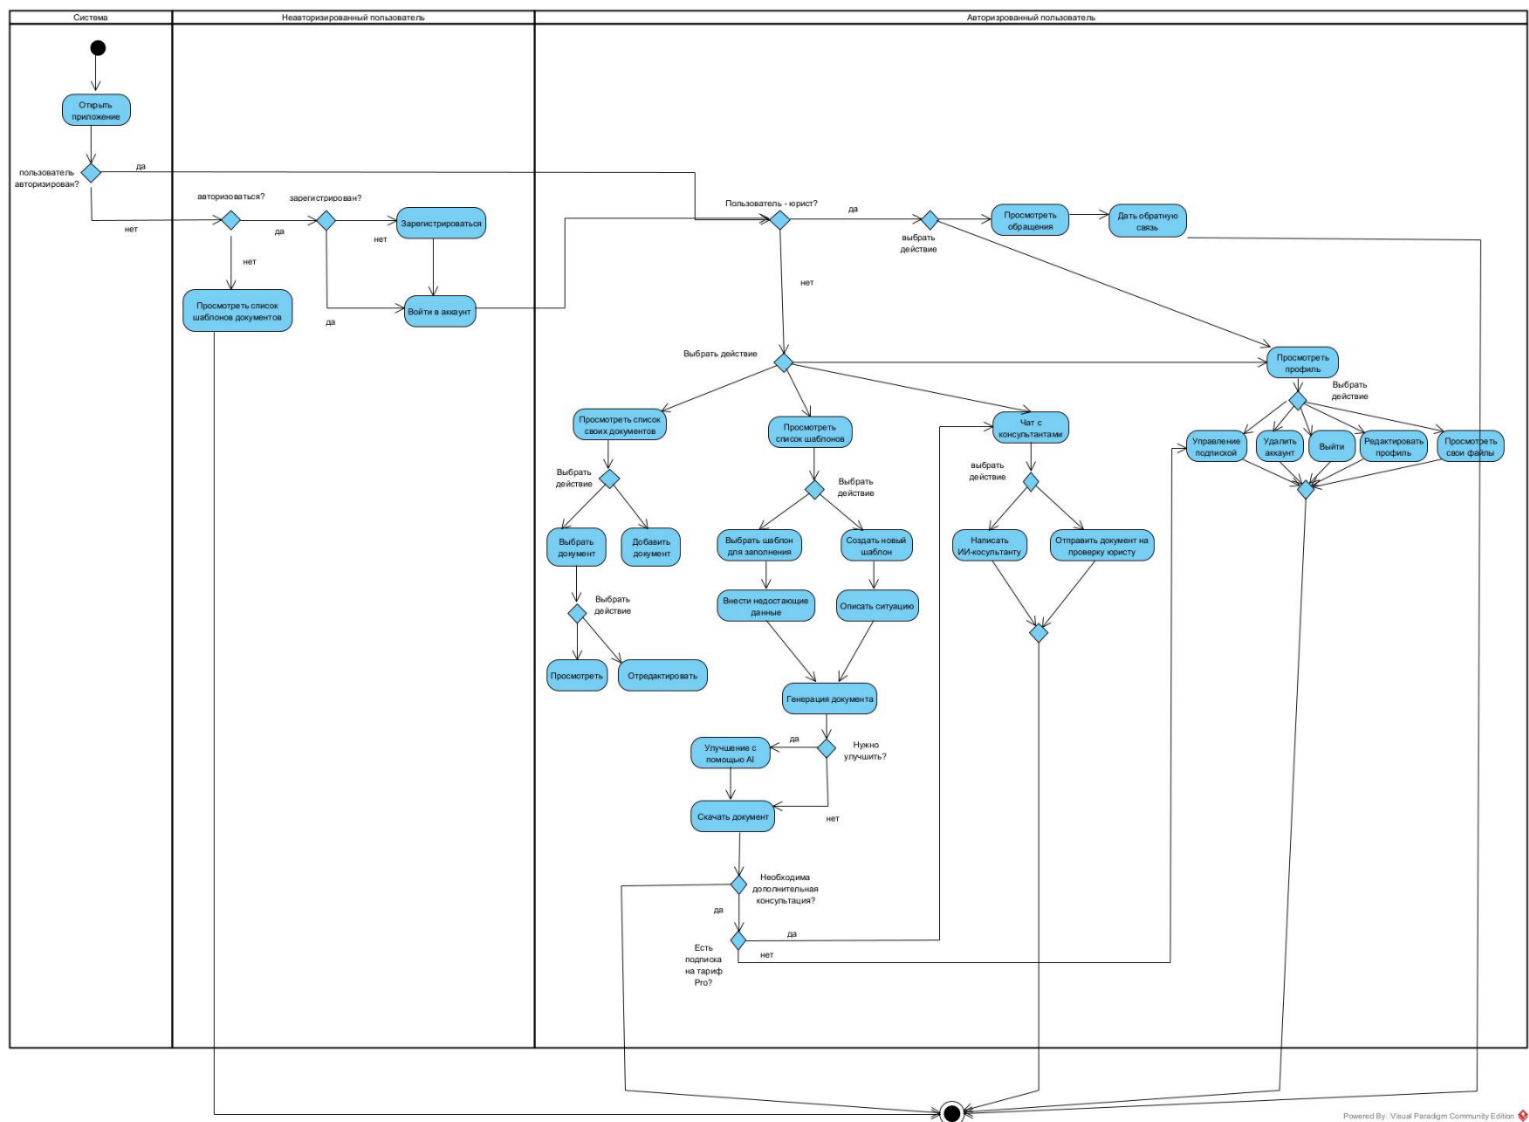 Система
Неавторизированный пользователь
Авторизрованный пользователь
Открыть
приложение
пользователь
авторизирован?
да
нет
авторизоваться?
да
нет
зарегистрирован?
нет
да
Зарегистрироваться
Просмотреть список
шаблонов документов
Войти в аккаунт
Пользователь - юрист?
да
нет
выбрать
действие
Просмотреть
обращения
Дать обратную
связь
Выбрать действие
Просмотреть
профиль
Выбрать
действие
Просмотреть список
своих документов
Просмотреть
список шаблонов
Чат с
консультантами
Управление
подпиской
Удалить
аккаунт
Выйти
Редактировать
профиль
Просмотреть
свои файлы
Выбрать
действие
Выбрать
действие
выбрать
действие
Выбрать
документ
Добавить
документ
Выбрать шаблон
для заполнения
Создать новый
шаблон
Написать
ИИ-косультанту
Отправить документ на
проверку юристу
Выбрать
действие
Внести недостающие
данные
Описать ситуацию
Просмотреть
Отредактировать
Генерация документа
да
Нужно
улучшить?
Улучшение с
помощью AI
нет
Скачать документ
Необходима
дополнительная
консультация?
да
Есть
подписка
на тариф
Pro?
да
нет
Powered By: Visual Paradigm Community Edition